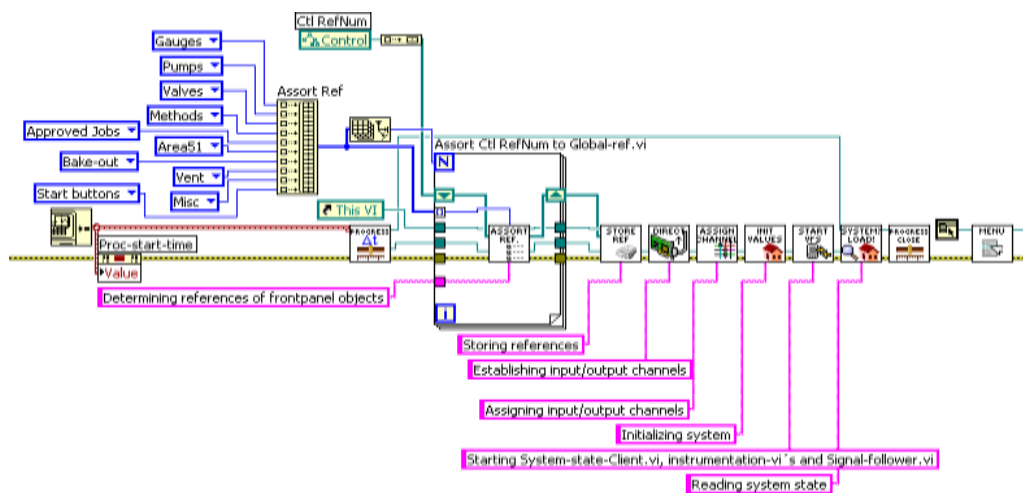 Ctl RefNum
Control
Gauges
Pumps
Valves
Methods
Approved Jobs
Area51
Bake-out
Vent
Start buttons
Misc
Assort Ref
Assort Ctl RefNum to Global-ref.vi
N
This VI
Proc-start-time
Value
PROGRESS
Δt
ASSORT
REF.
STORE
REF
DIRECT
ASSIGN
CHANNEL
INIT
VALUES
START
VFS
SYSTEM
LOAD
PROGRESS
CLOSE
MENU
i
Determining references of frontpanel objects
Storing references
Establishing input/output channels
Assigning input/output channels
Initializing system
Starting System-state-Client.vi, instrumentation-vi´s and Signal-follower.vi
Reading system state